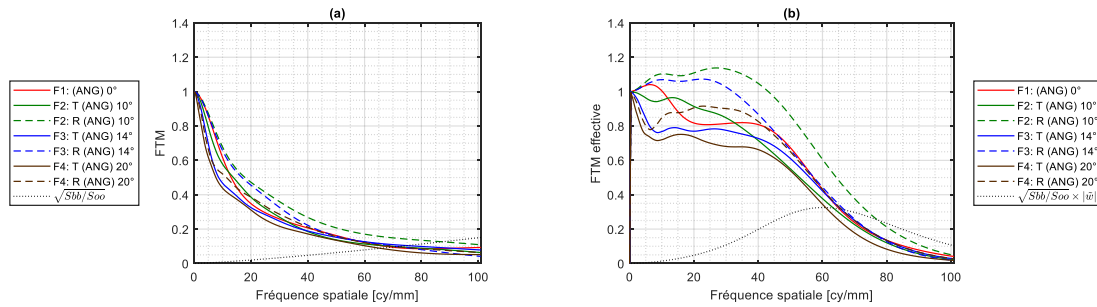 (a)
FTM
1.4
1.2
1
0.8
0.6
0.4
0.2
0
0 20 40 60 80 100
Fréquence spatiale [cy/mm]
F1: (ANG) 0°
F2: T (ANG) 10°
F2: R (ANG) 10°
F3: T (ANG) 14°
F3: R (ANG) 14°
F4: T (ANG) 20°
F4: R (ANG) 20°
√Sbb/Soo
(b)
FTM effective
1.4
1.2
1
0.8
0.6
0.4
0.2
0
0 20 40 60 80 100
Fréquence spatiale [cy/mm]
F1: (ANG) 0°
F2: T (ANG) 10°
F2: R (ANG) 10°
F3: T (ANG) 14°
F3: R (ANG) 14°
F4: T (ANG) 20°
F4: R (ANG) 20°
√Sbb/Soo × |w̃|